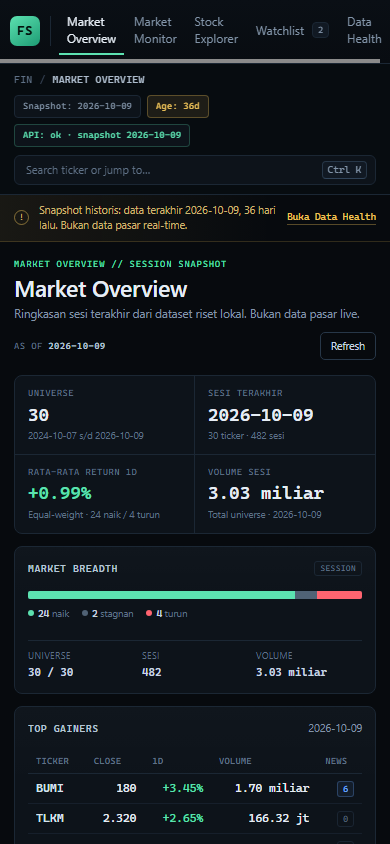 FS
Market Overview
Market Monitor
Stock Explorer
Watchlist 2
Data Health
FIN / MARKET OVERVIEW
Snapshot: 2026-10-09
Age: 36d
API: ok · snapshot 2026-10-09
Search ticker or jump to...
Ctrl K
! Snapshot historis: data terakhir 2026-10-09, 36 hari
lalu. Bukan data pasar real-time.
Buka Data Health
MARKET OVERVIEW // SESSION SNAPSHOT
Market Overview
Ringkasan sesi terakhir dari dataset riset lokal. Bukan data pasar live.
AS OF 2026-10-09
Refresh
UNIVERSE
30
2024-10-07 s/d 2026-10-09
SESI TERAKHIR
2026-10-09
30 ticker · 482 sesi
RATA-RATA RETURN 1D
+0.99%
Equal-weight · 24 naik / 4 turun
VOLUME SESI
3.03 miliar
Total universe · 2026-10-09
MARKET BREADTH
SESSION
24 naik
2 stagnan
4 turun
UNIVERSE
30 / 30
SESI
482
VOLUME
3.03 miliar
TOP GAINERS
2026-10-09
TICKER CLOSE 1D VOLUME NEWS
BUMI 180 +3.45% 1.70 miliar 6
TLKM 2.320 +2.65% 166.32 jt 0